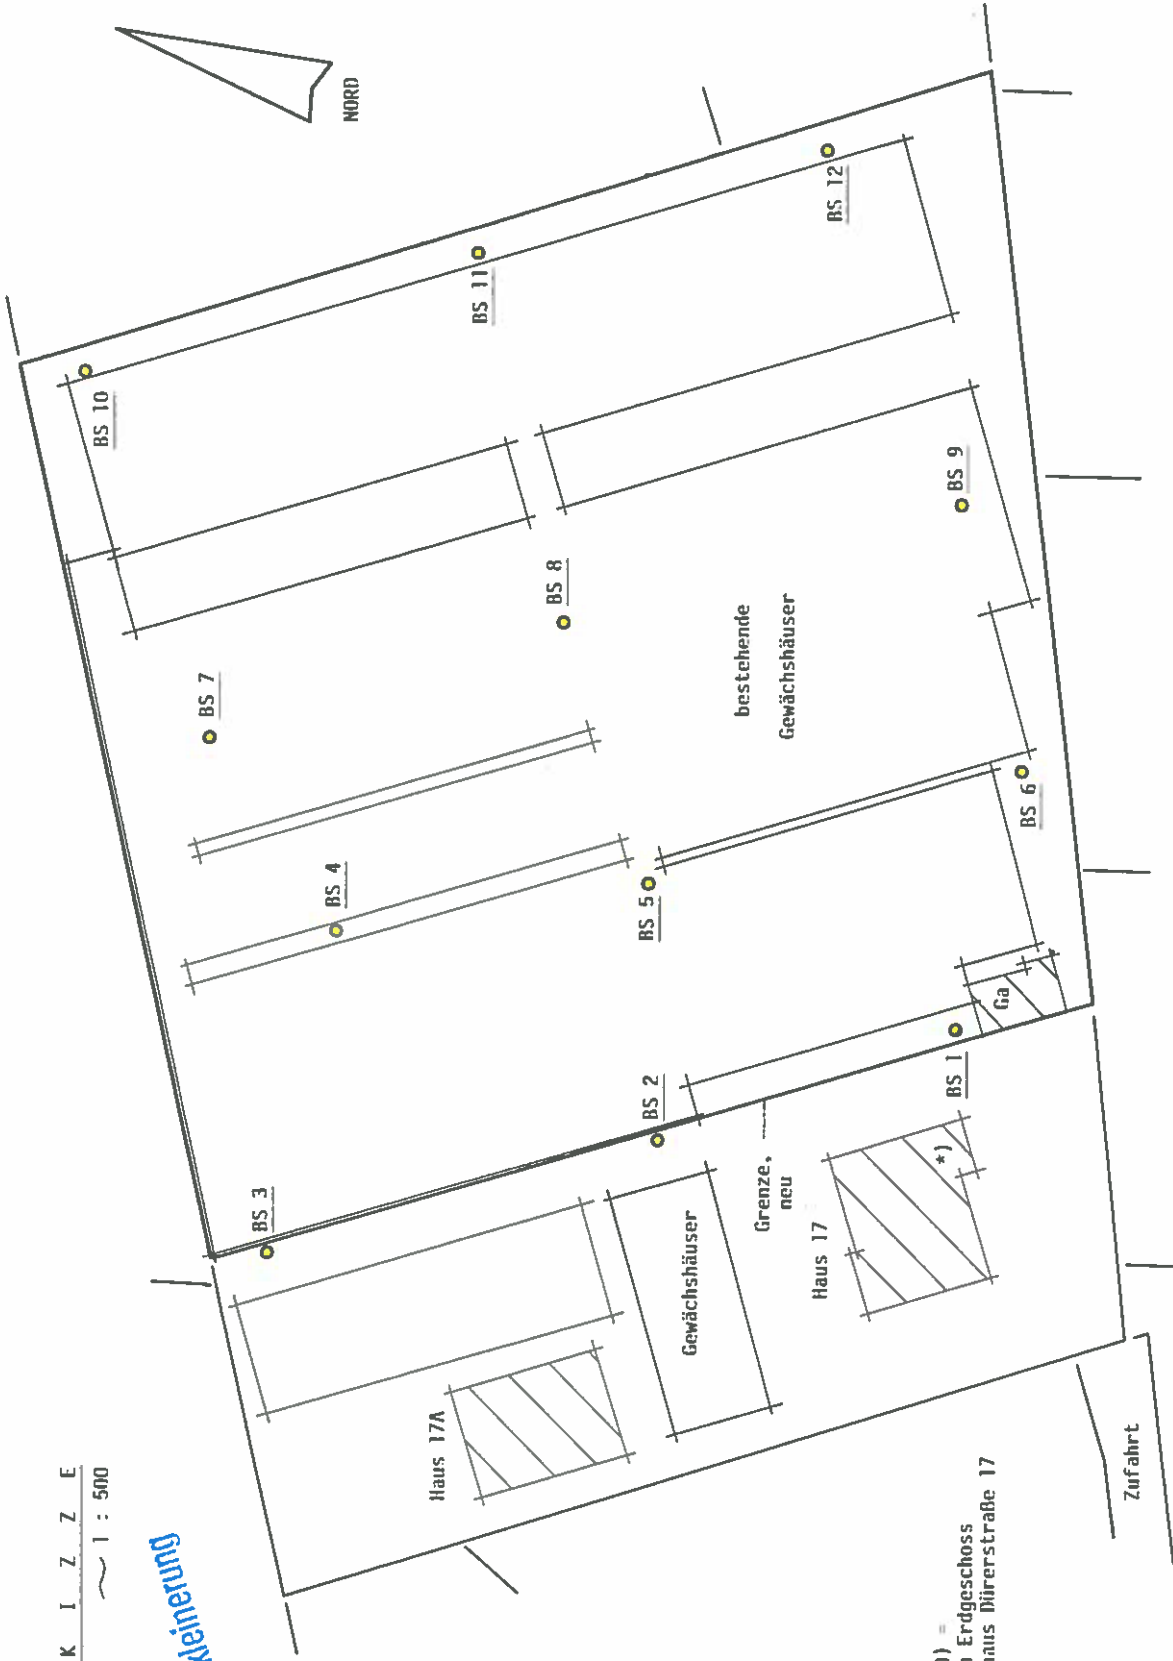 K I Z Z E
~ 1 : 500
kleinerung
NORD
BS 10
BS 11
BS 12
BS 7
BS 8
BS 9
BS 4
BS 5
BS 6
bestehende
Gewächshäuser
BS 3
BS 2
BS 1
Ga
Grenze,
neu
Haus 17A
Gewächshäuser
Haus 17
*)
Zufahrt
) =
Erdgeschoss
haus Dürerstraße 17